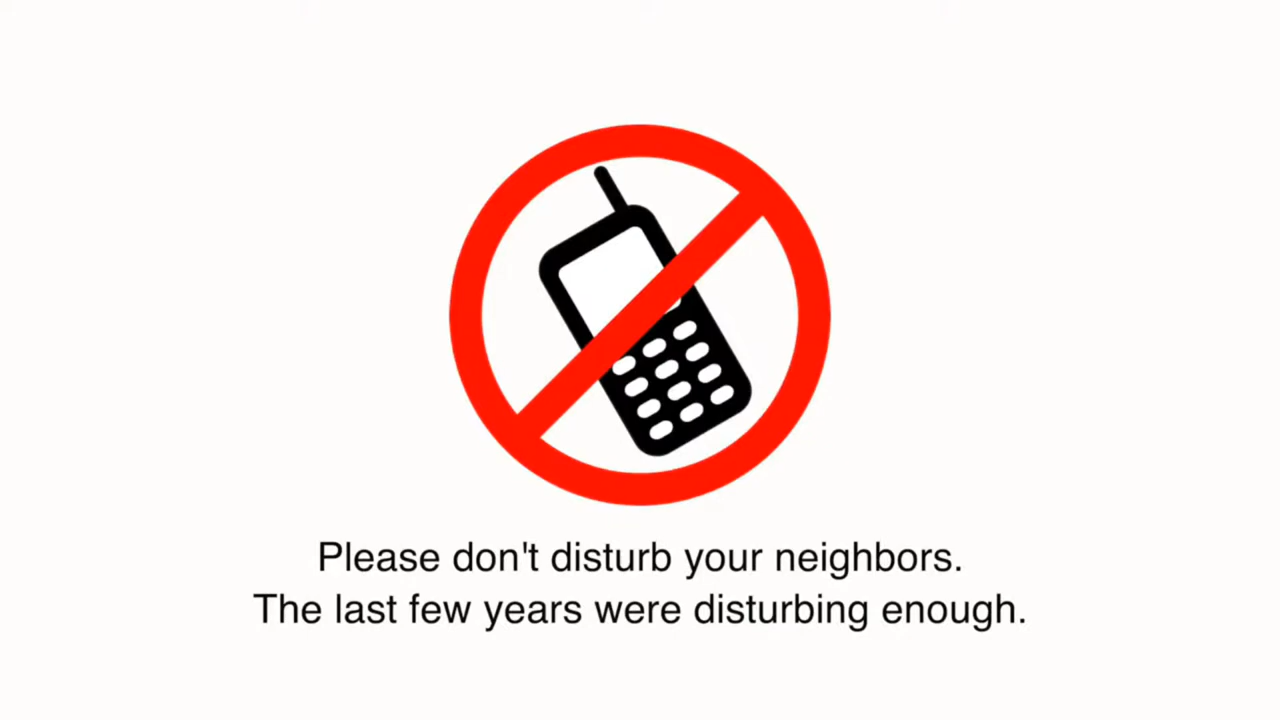 Please don't disturb your neighbors.
The last few years were disturbing enough.